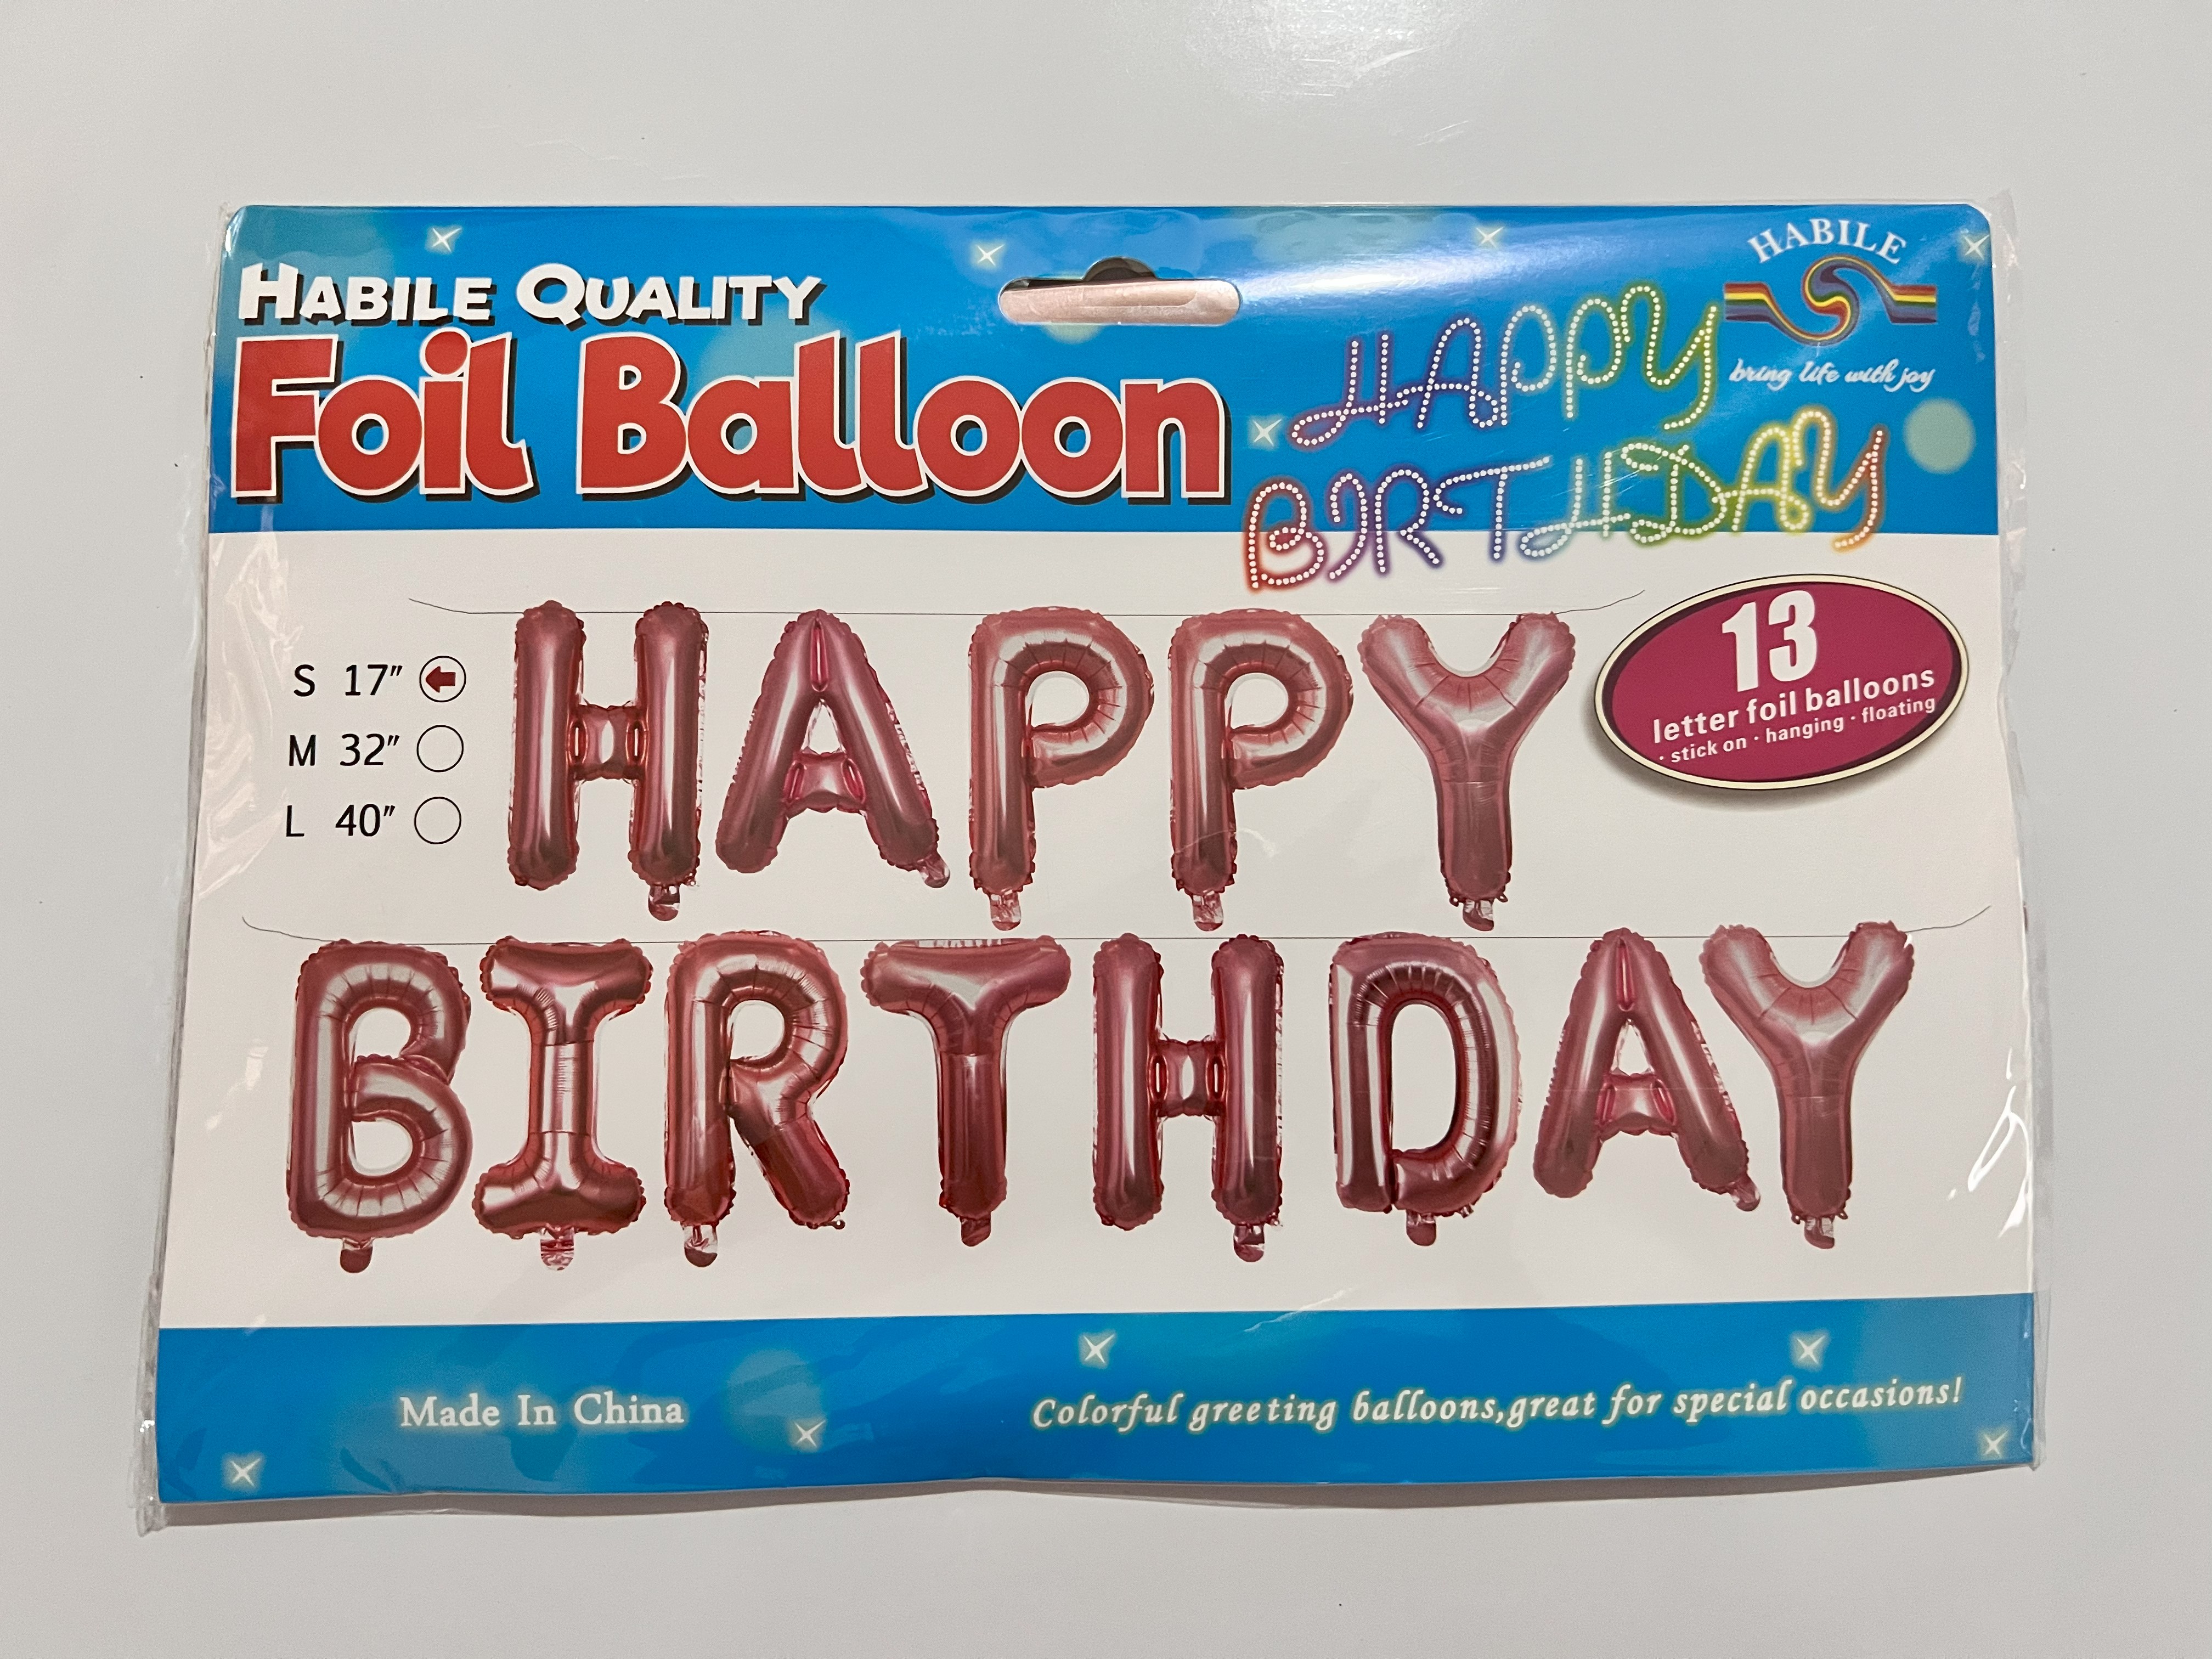 HABILE QUALITY
Foil Balloon
HABILE
bring life with joy
HAPPY
BIRTHDAY
S 17"
M 32"
L 40"
HAPPY
13
letter foil balloons
· stick on · hanging · floating
BIRTHDAY
Made In China
Colorful greeting balloons,great for special occasions!